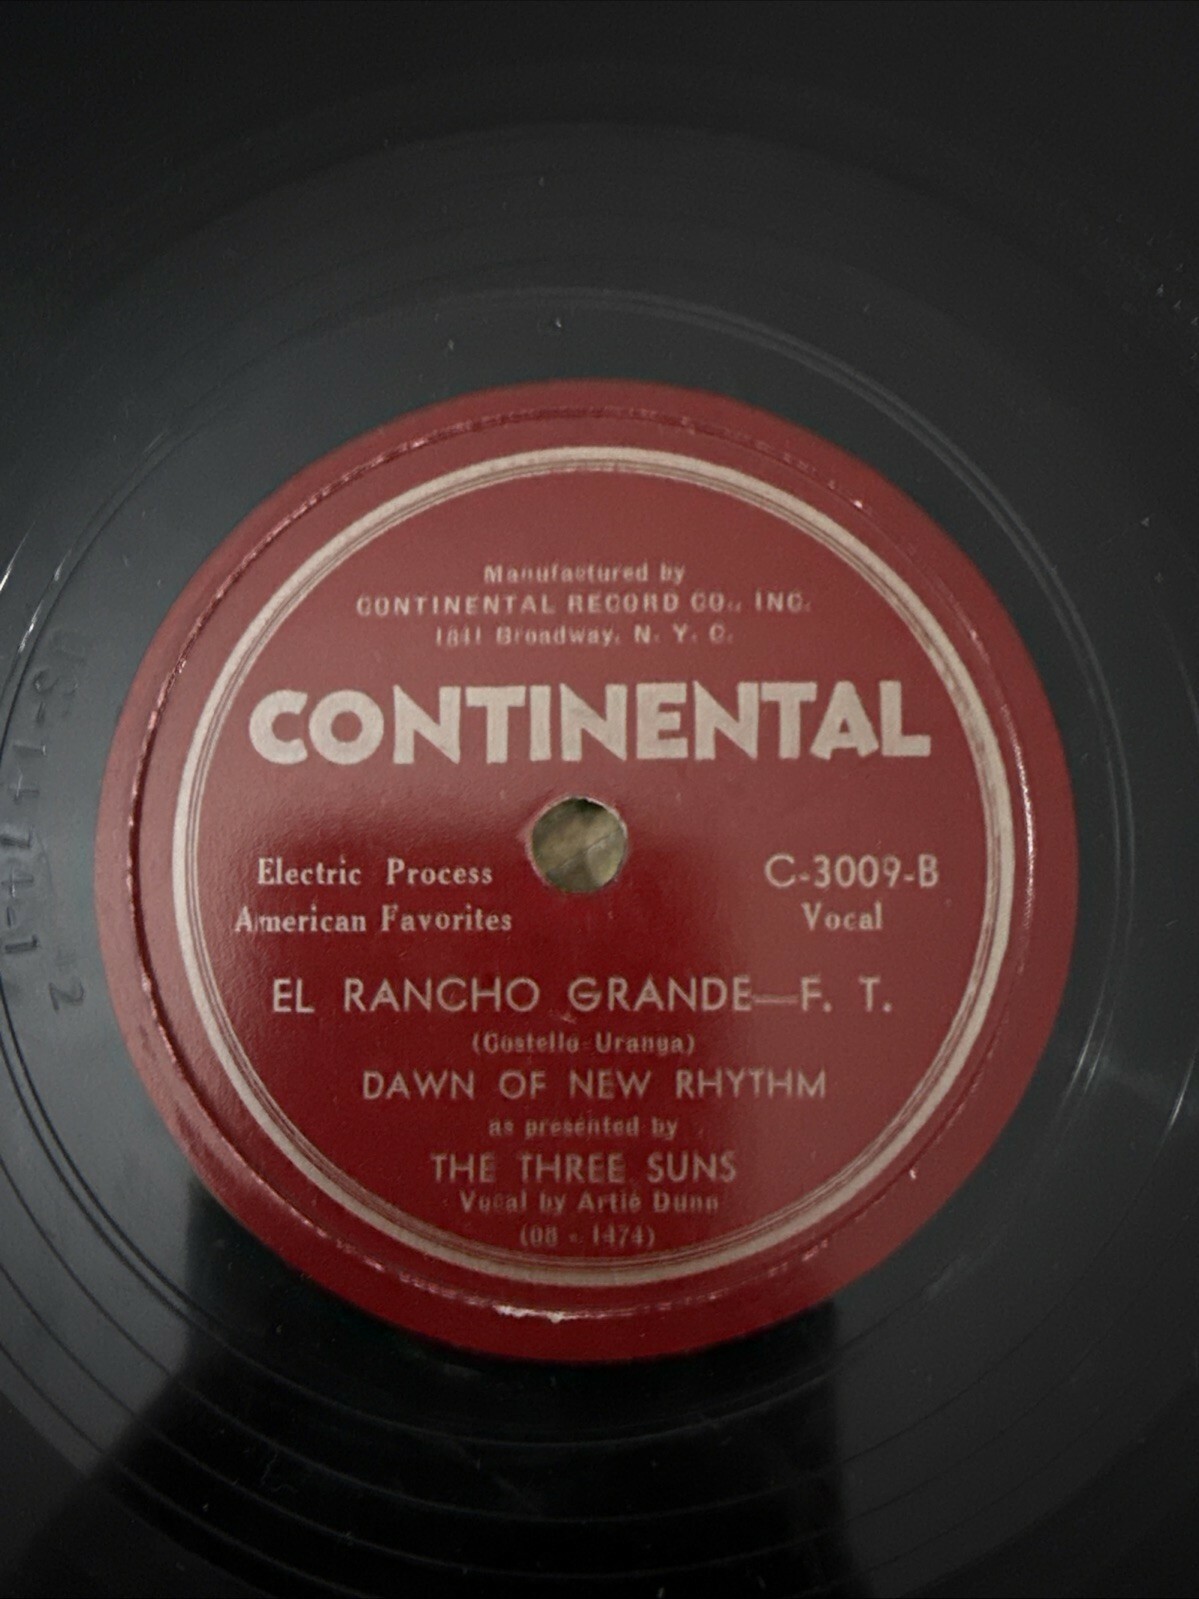 Manufactured by
CONTINENTAL RECORD CO., INC.
1841 Broadway, N. Y. C.
CONTINENTAL
Electric Process
American Favorites
C-3009-B
Vocal
EL RANCHO GRANDE—F. T.
(Costello-Uranga)
DAWN OF NEW RHYTHM
as presented by
THE THREE SUNS
Vocal by Artie Dunn
(08 - 1474)